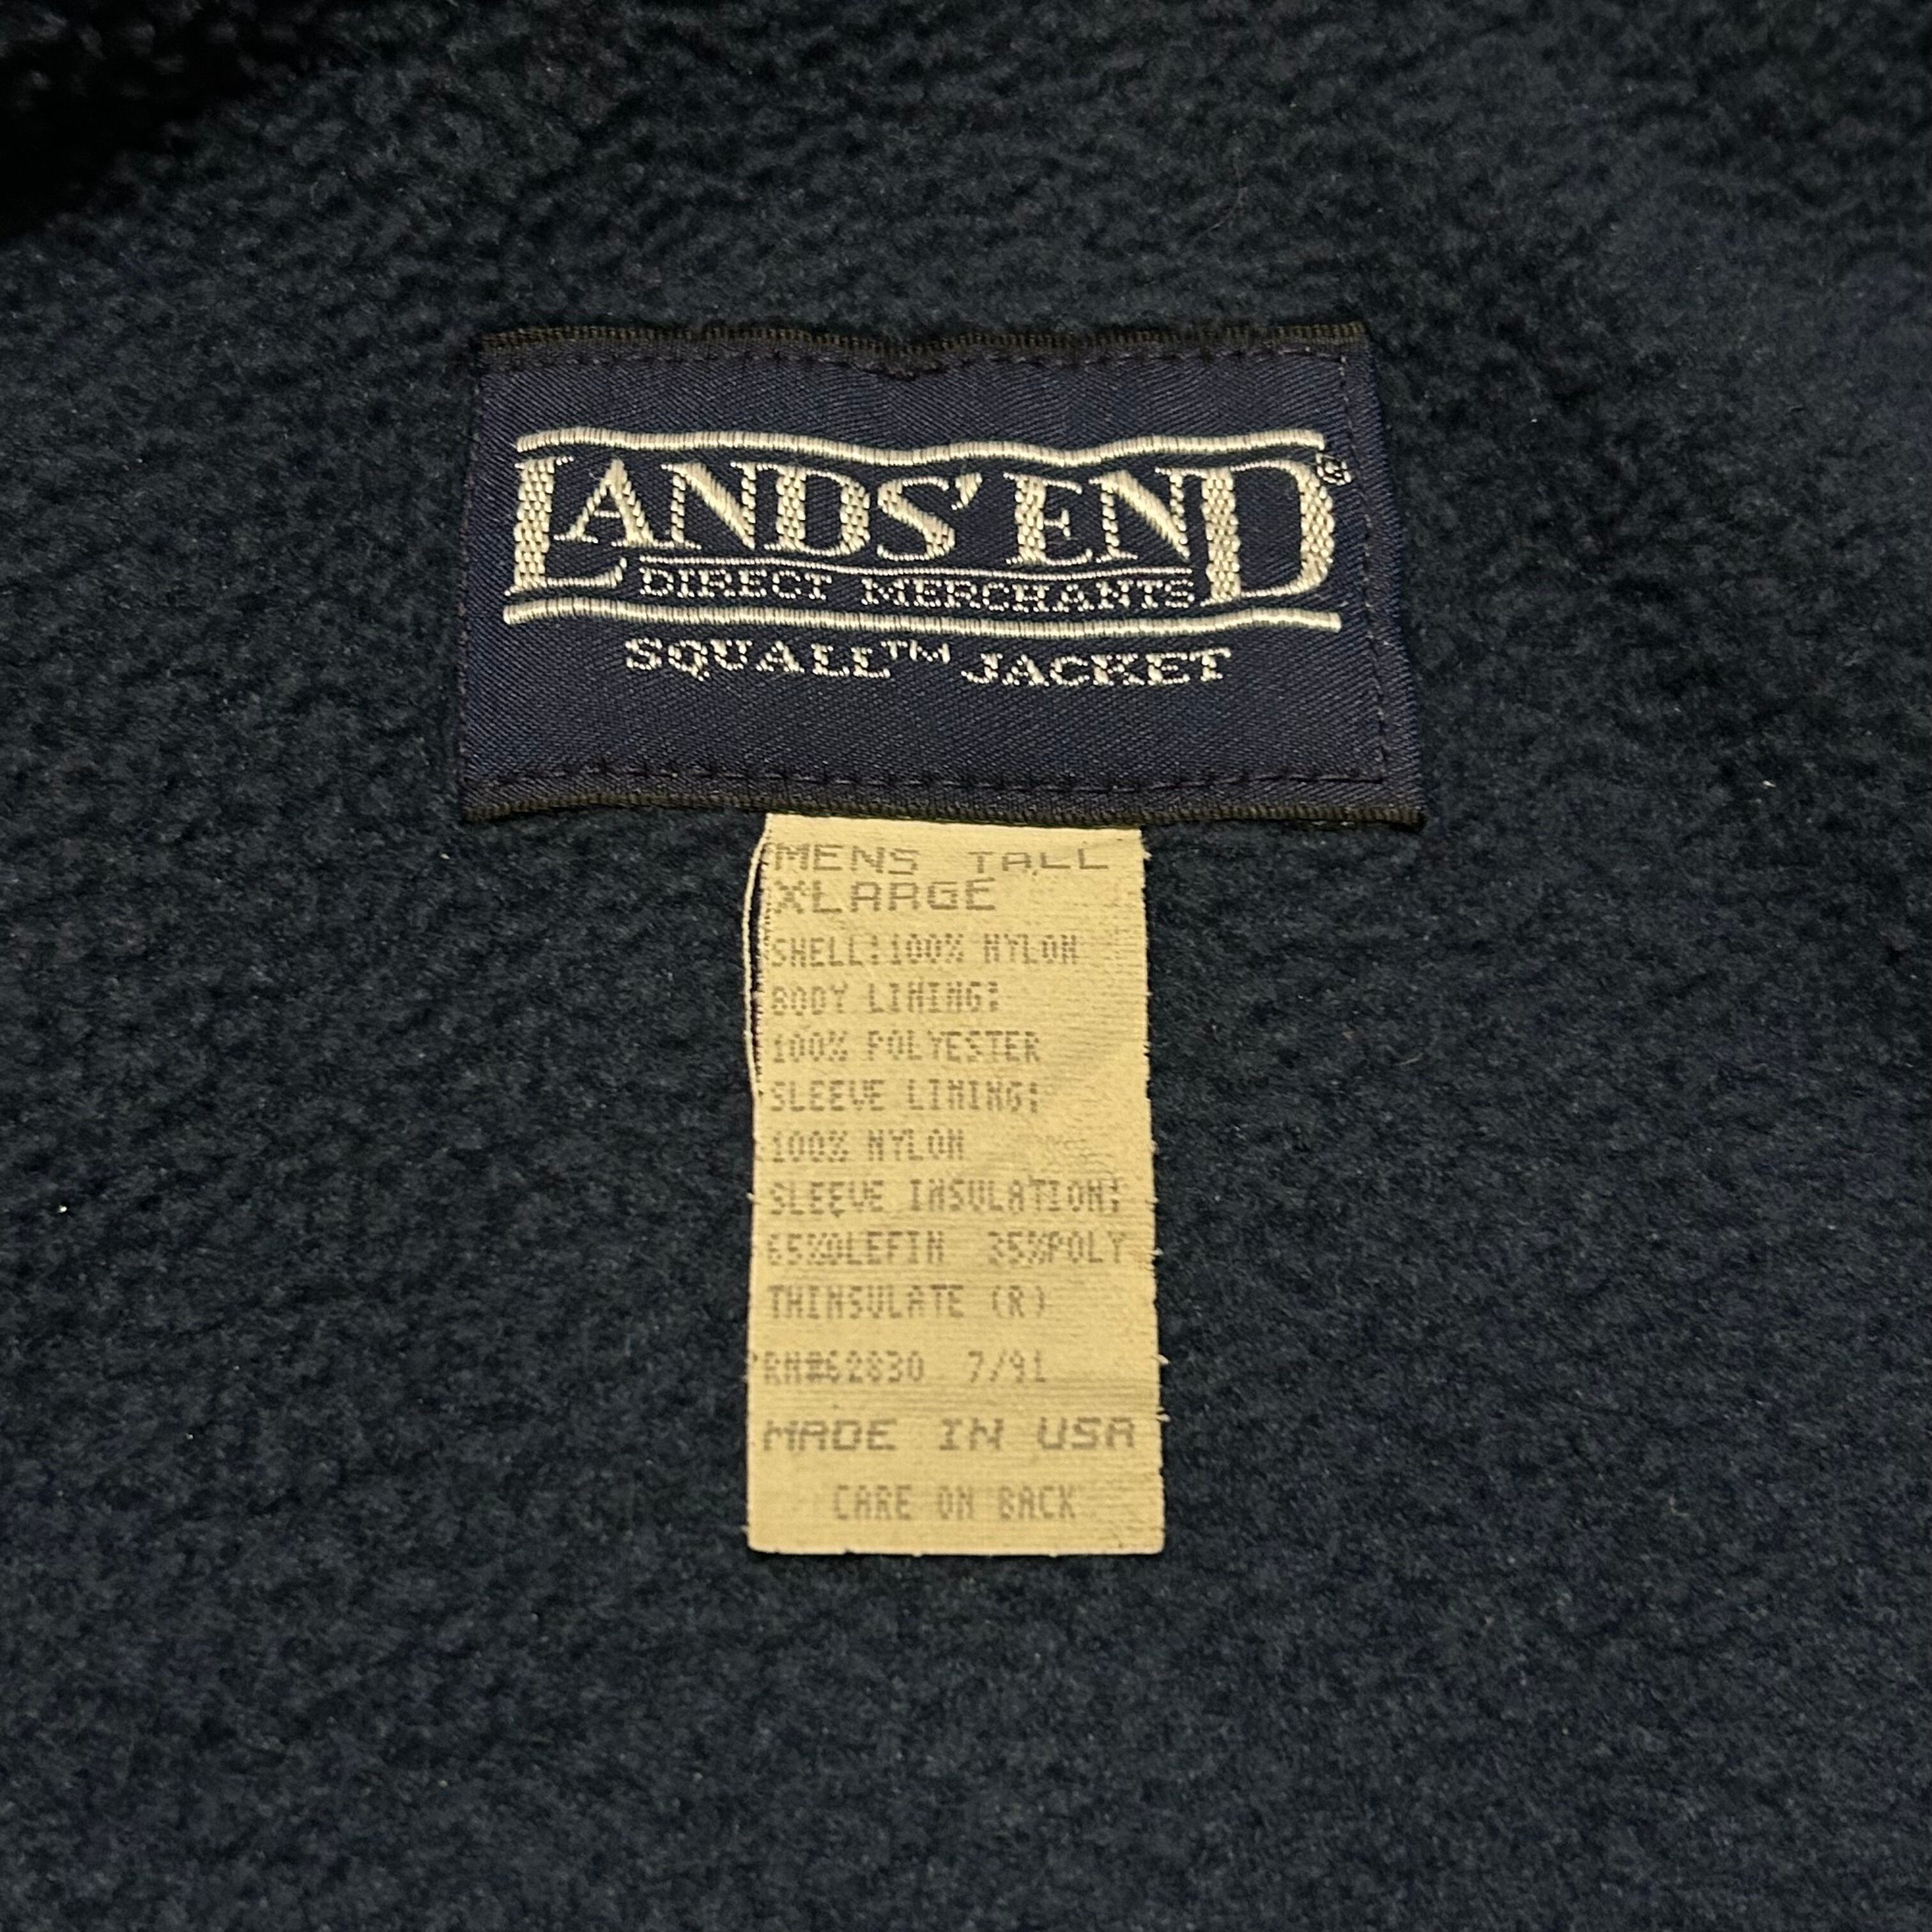 LANDS' END®
DIRECT MERCHANTS
SQUALL™ JACKET
MENS TALL
XLARGE
SHELL:100% NYLON
BODY LINING:
100% POLYESTER
SLEEVE LINING:
100% NYLON
SLEEVE INSULATION:
65%OLEFIN 35%POLY
THINSULATE (R)
RN#62830 7/91
MADE IN USA
CARE ON BACK